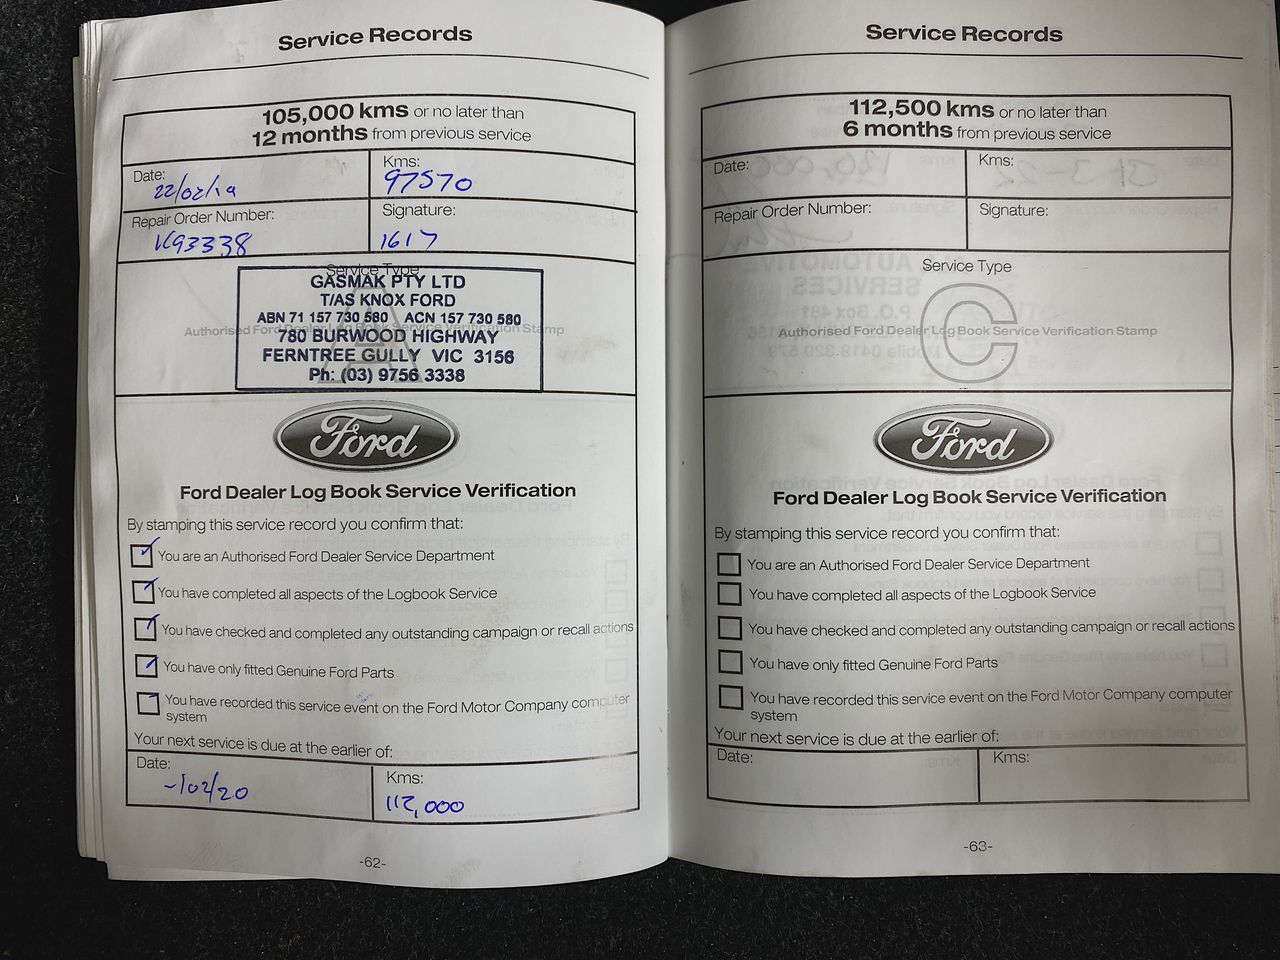 Service Records
105,000 kms or no later than
12 months from previous service
Date: 22/02/19
Kms: 97570
Repair Order Number: K93338
Signature: 1617
Service Type
A
GASMAK PTY LTD
T/AS KNOX FORD
ABN 71 157 730 580 ACN 157 730 580
Authorised Ford Dealer Log Book Service Verification Stamp
780 BURWOOD HIGHWAY
FERNTREE GULLY VIC 3156
Ph: (03) 9756 3338
Ford
Ford Dealer Log Book Service Verification
By stamping this service record you confirm that:
You are an Authorised Ford Dealer Service Department
You have completed all aspects of the Logbook Service
You have checked and completed any outstanding campaign or recall actions
You have only fitted Genuine Ford Parts
You have recorded this service event on the Ford Motor Company computer
system
Your next service is due at the earlier of:
Date: -/02/20
Kms: 112,000
-62-
Service Records
112,500 kms or no later than
6 months from previous service
Date:
Kms:
Repair Order Number:
Signature:
Service Type
C
Authorised Ford Dealer Log Book Service Verification Stamp
Ford
Ford Dealer Log Book Service Verification
By stamping this service record you confirm that:
You are an Authorised Ford Dealer Service Department
You have completed all aspects of the Logbook Service
You have checked and completed any outstanding campaign or recall actions
You have only fitted Genuine Ford Parts
You have recorded this service event on the Ford Motor Company computer
system
Your next service is due at the earlier of:
Date:
Kms:
-63-